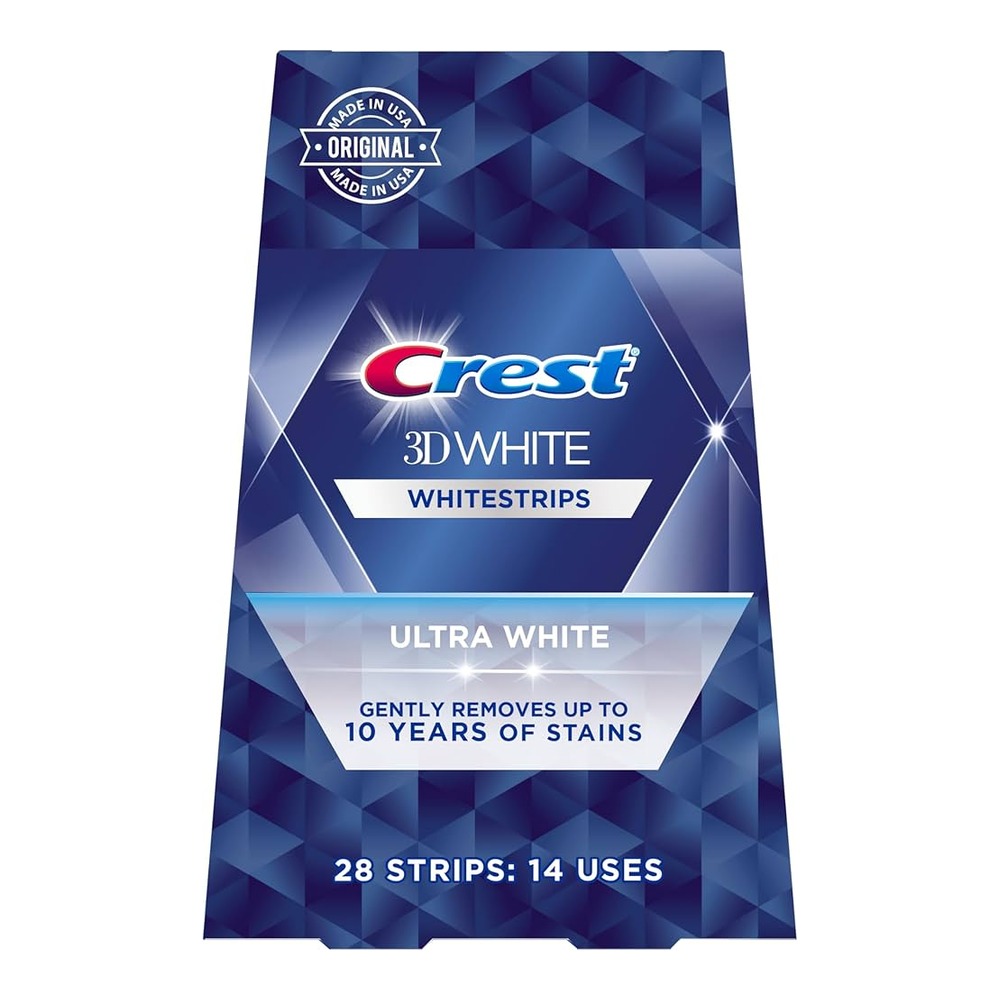 MADE IN USA
ORIGINAL
MADE IN USA
Crest®
3D WHITE
WHITESTRIPS
ULTRA WHITE
GENTLY REMOVES UP TO
10 YEARS OF STAINS
28 STRIPS: 14 USES